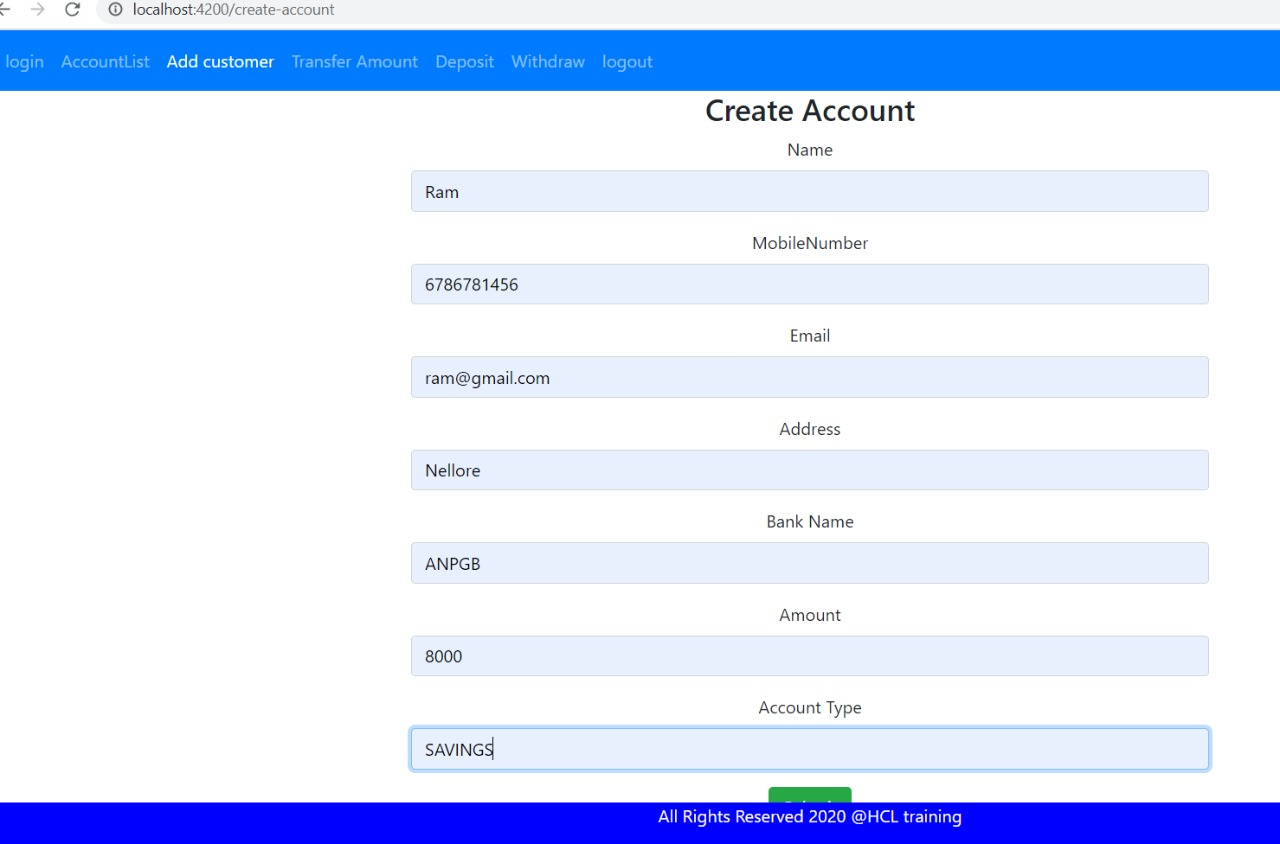 localhost:4200/create-account
login AccountList Add customer Transfer Amount Deposit Withdraw logout
Create Account
Name
Ram
MobileNumber
6786781456
Email
ram@gmail.com
Address
Nellore
Bank Name
ANPGB
Amount
8000
Account Type
SAVINGS
All Rights Reserved 2020 @HCL training